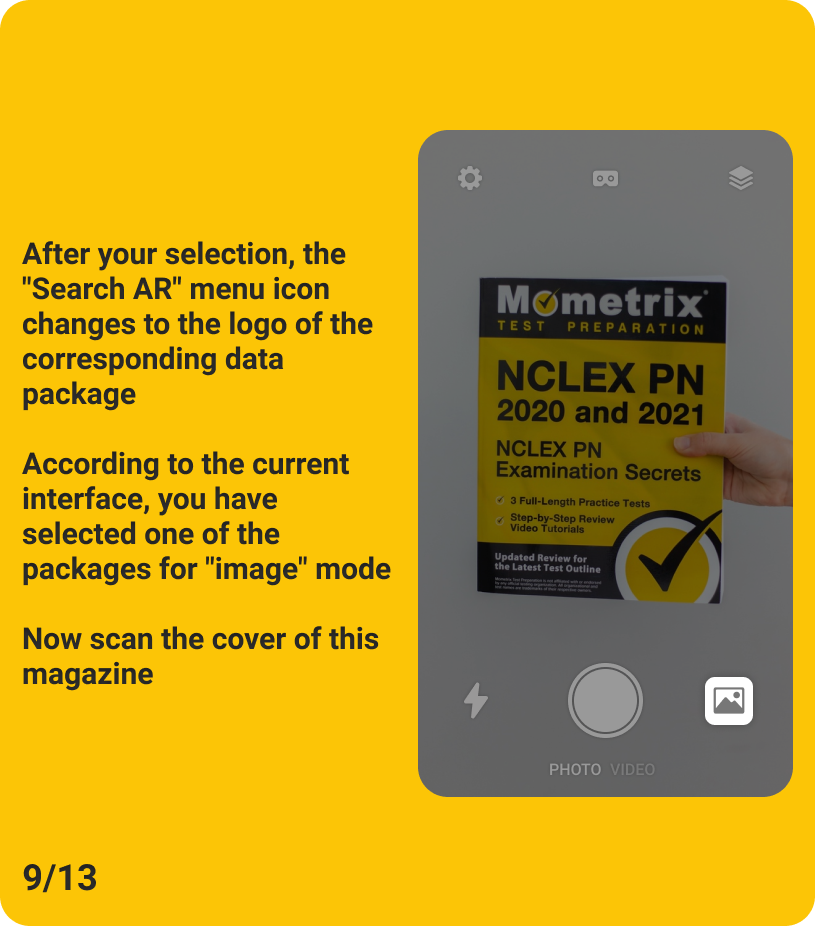 After your selection, the
"Search AR" menu icon
changes to the logo of the
corresponding data
package
According to the current
interface, you have
selected one of the
packages for "image" mode
Now scan the cover of this
magazine
9/13
Mometrix
TEST PREPARATION
NCLEX PN
2020 and 2021
NCLEX PN
Examination Secrets
3 Full-Length Practice Tests
Step-by-Step Review
Video Tutorials
Updated Review for
the Latest Test Outline
PHOTO VIDEO